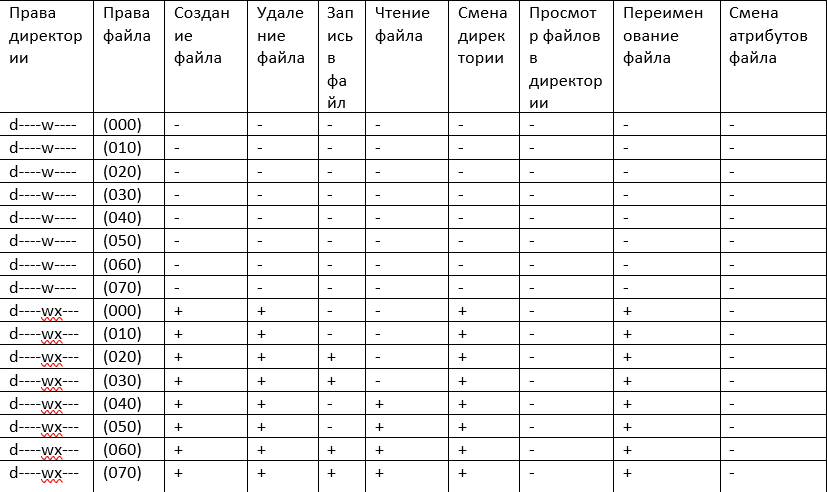 Права директории Права файла Создание файла Удаление файла Запись в файл Чтение файла Смена директории Просмотр файлов в директории Переименование файла Смена атрибутов файла
d----w---- (000) - - - - - - - -
d----w---- (010) - - - - - - - -
d----w---- (020) - - - - - - - -
d----w---- (030) - - - - - - - -
d----w---- (040) - - - - - - - -
d----w---- (050) - - - - - - - -
d----w---- (060) - - - - - - - -
d----w---- (070) - - - - - - - -
d----wx--- (000) + + - - + - + -
d----wx--- (010) + + - - + - + -
d----wx--- (020) + + + - + - + -
d----wx--- (030) + + + - + - + -
d----wx--- (040) + + - + + - + -
d----wx--- (050) + + - + + - + -
d----wx--- (060) + + + + + - + -
d----wx--- (070) + + + + + - + -